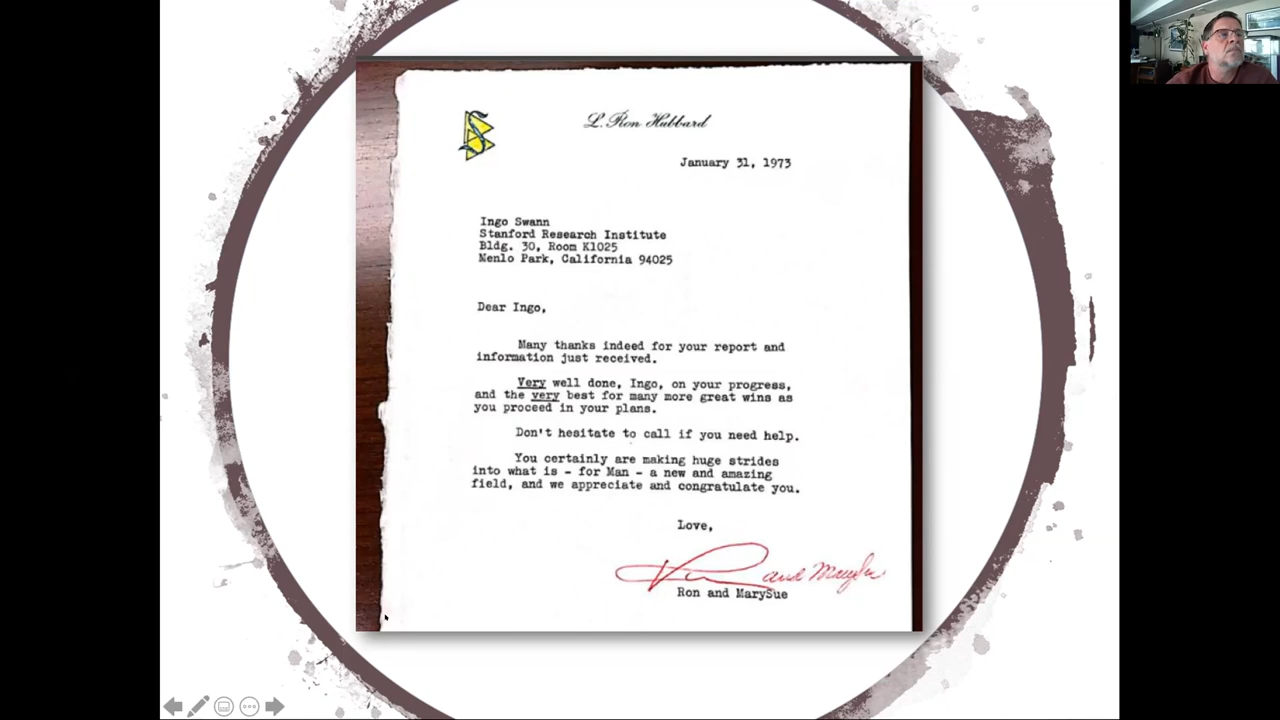 L. Ron Hubbard
January 31, 1973
Ingo Swann
Stanford Research Institute
Bldg. 30, Room K1025
Menlo Park, California 94025
Dear Ingo,
Many thanks indeed for your report and
information just received.
Very well done, Ingo, on your progress,
and the very best for many more great wins as
you proceed in your plans.
Don't hesitate to call if you need help.
You certainly are making huge strides
into what is - for Man - a new and amazing
field, and we appreciate and congratulate you.
Love,
Ron and MarySue
Ron and MarySue